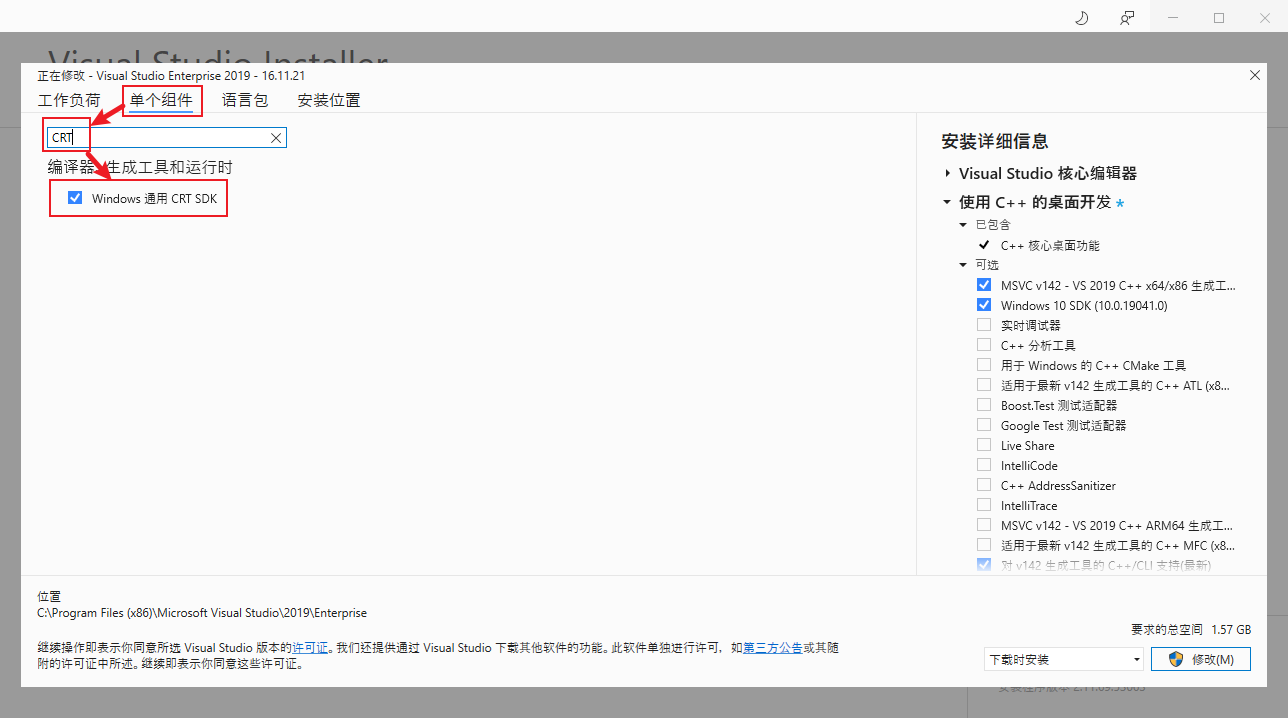 Visual Studio Installer
正在修改 - Visual Studio Enterprise 2019 - 16.11.21
工作负荷 单个组件 语言包 安装位置
CRT
编译器、生成工具和运行时
Windows 通用 CRT SDK
安装详细信息
Visual Studio 核心编辑器
使用 C++ 的桌面开发 *
已包含
C++ 核心桌面功能
可选
MSVC v142 - VS 2019 C++ x64/x86 生成工...
Windows 10 SDK (10.0.19041.0)
实时调试器
C++ 分析工具
用于 Windows 的 C++ CMake 工具
适用于最新 v142 生成工具的 C++ ATL (x8...
Boost.Test 测试适配器
Google Test 测试适配器
Live Share
IntelliCode
C++ AddressSanitizer
IntelliTrace
MSVC v142 - VS 2019 C++ ARM64 生成工...
适用于最新 v142 生成工具的 C++ MFC (x8...
对 v142 生成工具的 C++/CLI 支持(最新)
位置
C:\Program Files (x86)\Microsoft Visual Studio\2019\Enterprise
继续操作即表示你同意所选 Visual Studio 版本的许可证。我们还提供通过 Visual Studio 下载其他软件的功能。此软件单独进行许可，如第三方公告或其随
附的许可证中所述。继续即表示你同意这些许可证。
要求的总空间 1.57 GB
下载时安装
修改(M)